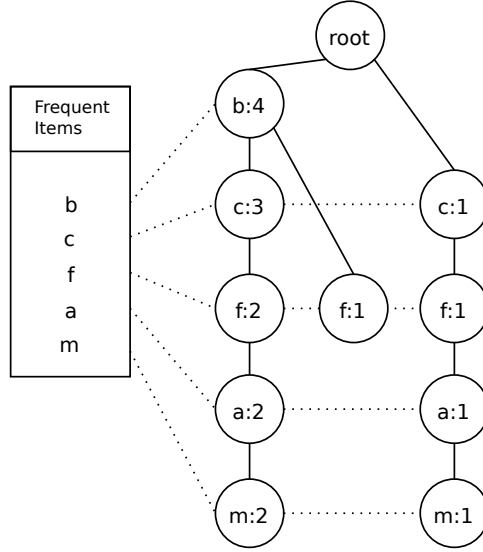 root
Frequent
Items
b:4
b
c
f
a
m
c:3
c:1
f:2
f:1
f:1
a:2
a:1
m:2
m:1